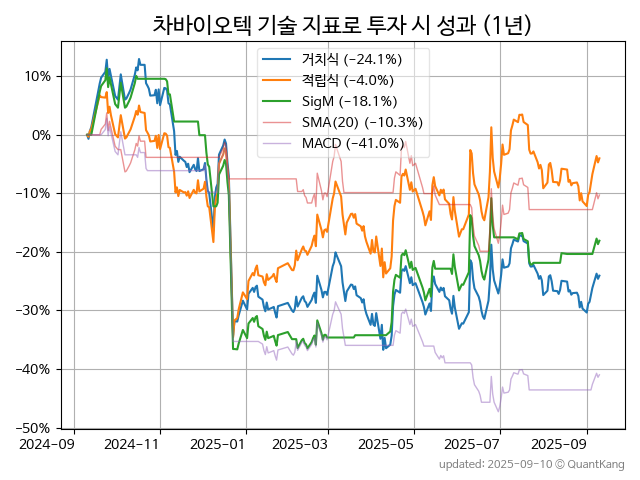 차바이오텍 기술 지표로 투자 시 성과 (1년)
거치식 (−24.1%)
적립식 (−4.0%)
SigM (−18.1%)
SMA(20) (−10.3%)
MACD (−41.0%)
10%
0%
−10%
−20%
−30%
−40%
−50%
2024-09 2024-11 2025-01 2025-03 2025-05 2025-07 2025-09
updated: 2025-09-10 © QuantKang